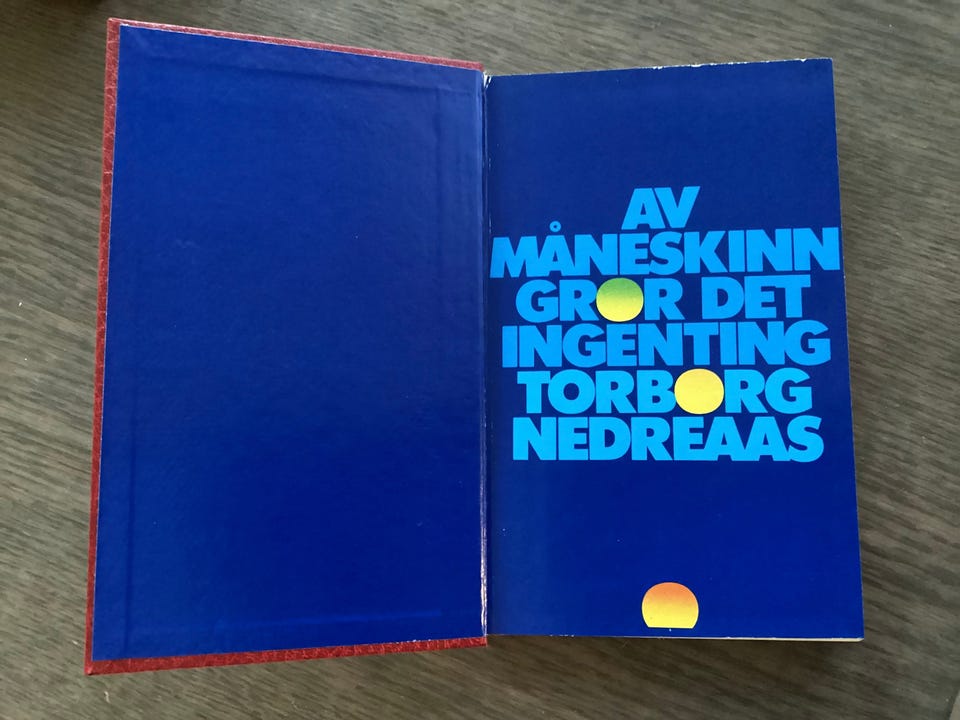 AV
MÅNESKINN
GROR DET
INGENTING
TORBORG
NEDREAAS